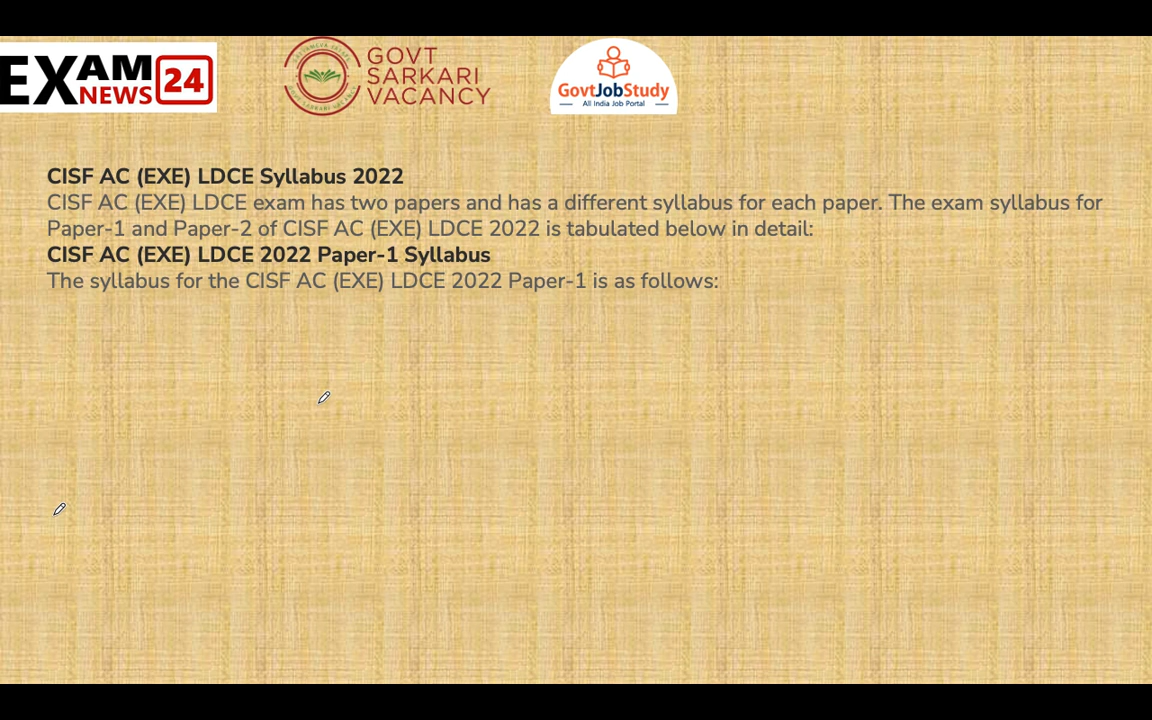 EXAM
NEWS
24
GOVT
SARKARI
VACANCY
GovtJobStudy
All India Job Portal
CISF AC (EXE) LDCE Syllabus 2022
CISF AC (EXE) LDCE exam has two papers and has a different syllabus for each paper. The exam syllabus for
Paper-1 and Paper-2 of CISF AC (EXE) LDCE 2022 is tabulated below in detail:
CISF AC (EXE) LDCE 2022 Paper-1 Syllabus
The syllabus for the CISF AC (EXE) LDCE 2022 Paper-1 is as follows: